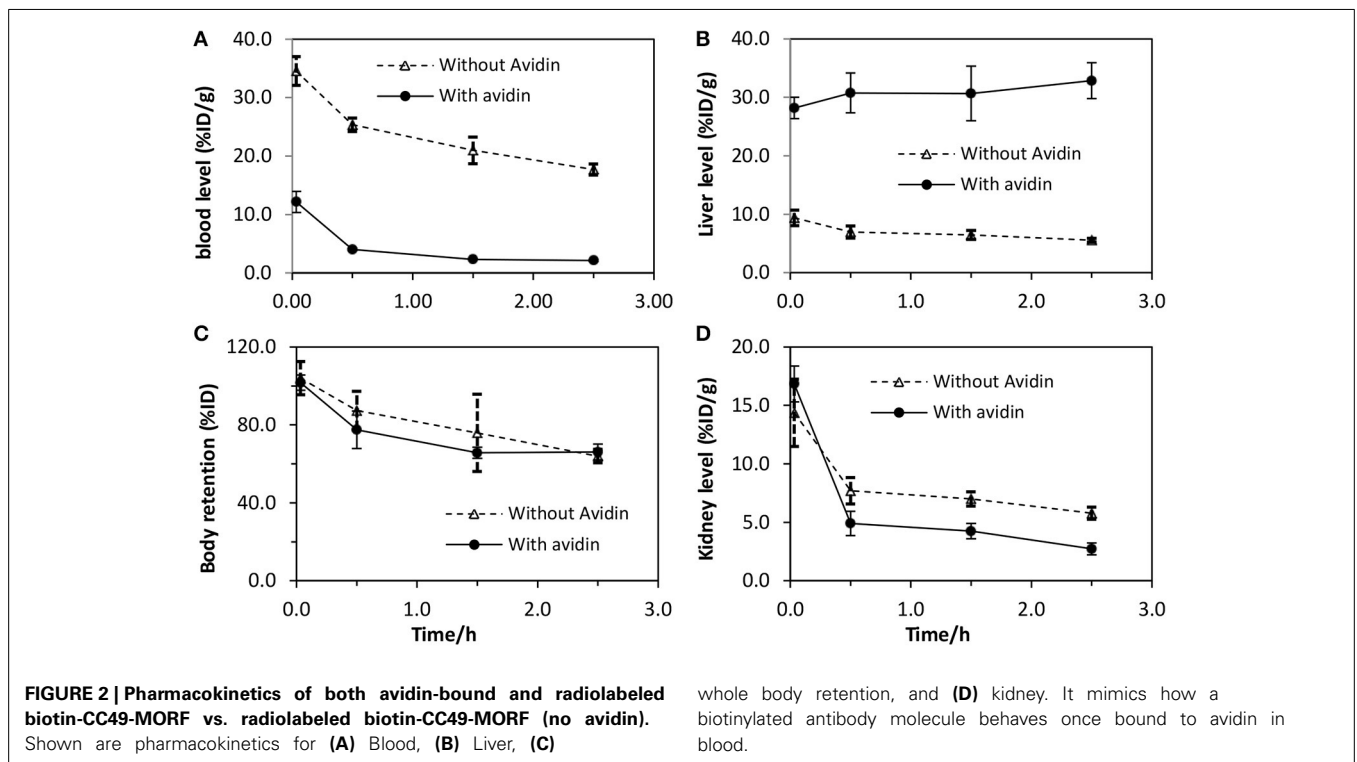 A
40.0
30.0
20.0
10.0
0.0
blood level (%ID/g)
Without Avidin
With avidin
0.00
1.00
2.00
3.00
B
40.0
30.0
20.0
10.0
0.0
Liver level (%ID/g)
Without Avidin
With avidin
0.0
1.0
2.0
3.0
C
120.0
80.0
40.0
0.0
Body retention (%ID)
Without Avidin
With avidin
0.0
1.0
2.0
3.0
Time/h
D
20.0
15.0
10.0
5.0
0.0
Kidney level (%ID/g)
Without Avidin
With avidin
0.0
1.0
2.0
3.0
Time/h
FIGURE 2 | Pharmacokinetics of both avidin-bound and radiolabeled
biotin-CC49-MORF vs. radiolabeled biotin-CC49-MORF (no avidin).
Shown are pharmacokinetics for (A) Blood, (B) Liver, (C)
whole body retention, and (D) kidney. It mimics how a
biotinylated antibody molecule behaves once bound to avidin in
blood.